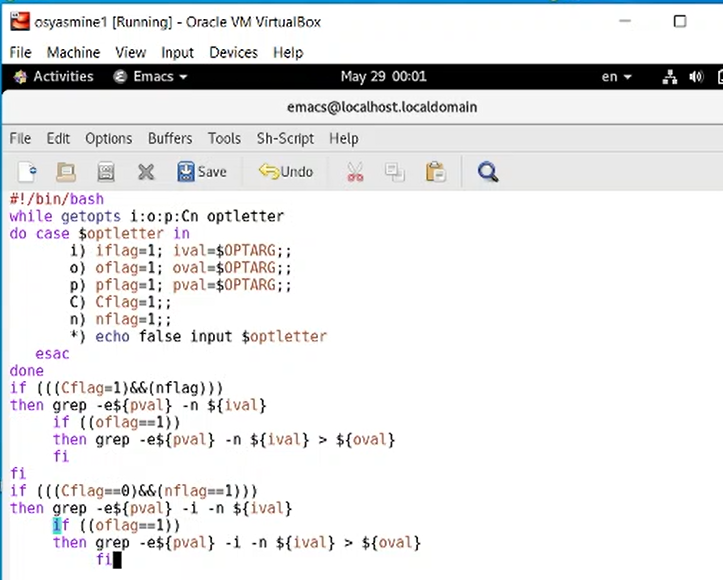 osyasmine1 [Running] - Oracle VM VirtualBox
File Machine View Input Devices Help
Activities Emacs May 29 00:01 en
emacs@localhost.localdomain
File Edit Options Buffers Tools Sh-Script Help
Save Undo
#!/bin/bash
while getopts i:o:p:Cn optletter
do case $optletter in
i) iflag=1; ival=$OPTARG;;
o) oflag=1; oval=$OPTARG;;
p) pflag=1; pval=$OPTARG;;
C) Cflag=1;;
n) nflag=1;;
*) echo false input $optletter
esac
done
if (((Cflag=1)&&(nflag)))
then grep -e${pval} -n ${ival}
if ((oflag==1))
then grep -e${pval} -n ${ival} > ${oval}
fi
fi
if (((Cflag==0)&&(nflag==1)))
then grep -e${pval} -i -n ${ival}
if ((oflag==1))
then grep -e${pval} -i -n ${ival} > ${oval}
fi